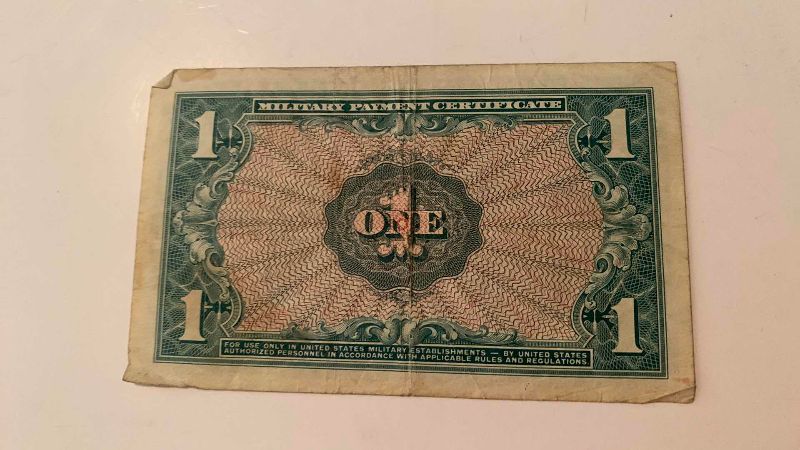 MILITARY PAYMENT CERTIFICATE
1 1
ONE
1
1 1
FOR USE ONLY IN UNITED STATES MILITARY ESTABLISHMENTS — BY UNITED STATES
AUTHORIZED PERSONNEL IN ACCORDANCE WITH APPLICABLE RULES AND REGULATIONS